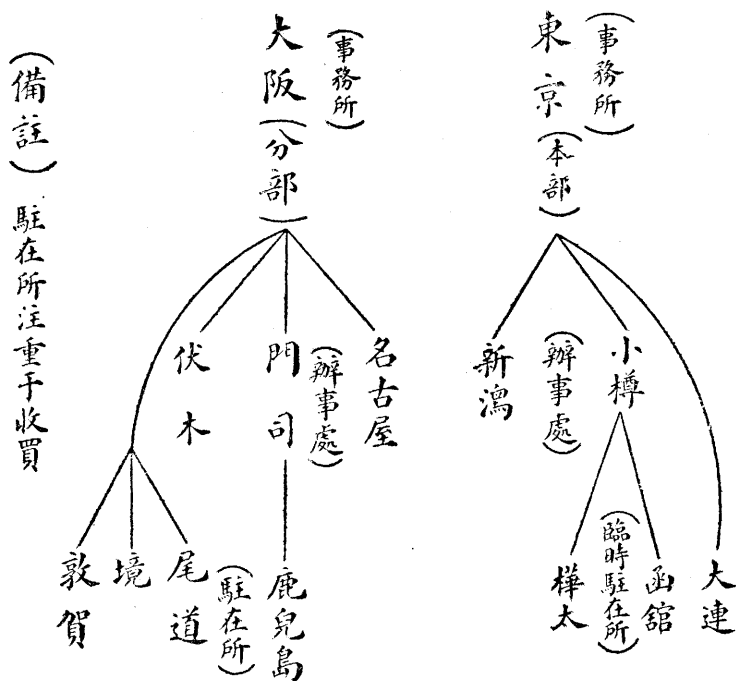 (事務所)
東京(本部)
大連
小樽
(辦事處)
新潟
函館
(臨時駐在所)
樺太
(事務所)
大阪(分部)
名古屋
(辦事處)
門司
伏木
鹿兒島
(駐在所)
尾道
境
敦賀
(備註) 駐在所注重于收買